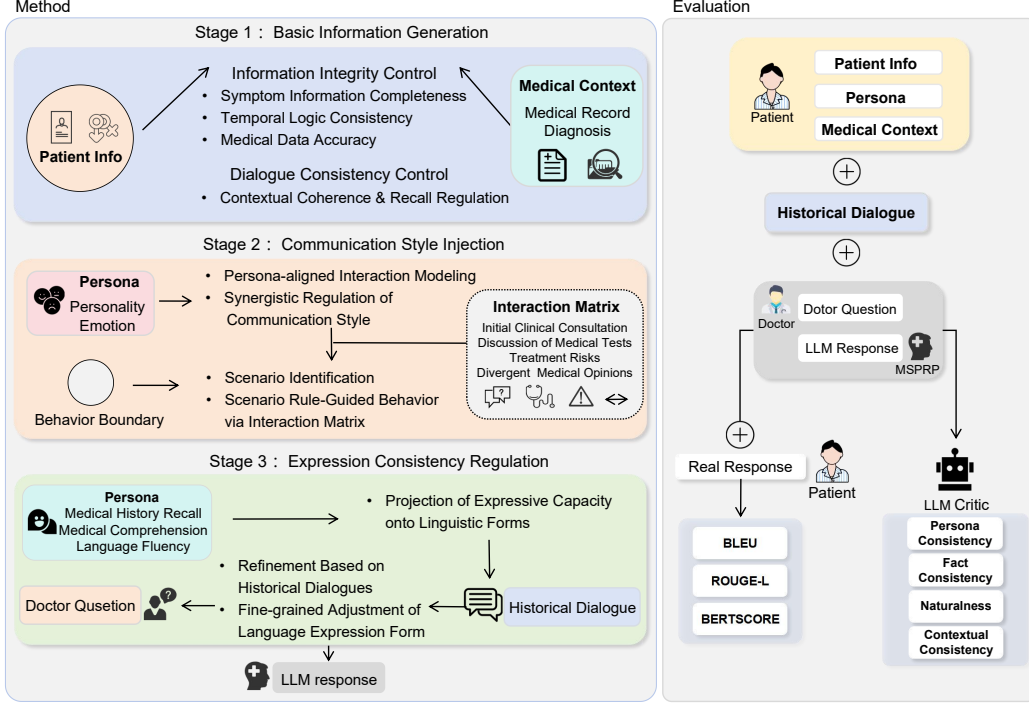 Method
Stage 1： Basic Information Generation
Patient Info
Information Integrity Control
• Symptom Information Completeness
• Temporal Logic Consistency
• Medical Data Accuracy
Dialogue Consistency Control
• Contextual Coherence & Recall Regulation
Medical Context
Medical Record
Diagnosis
Stage 2： Communication Style Injection
Persona
Personality
Emotion
• Persona-aligned Interaction Modeling
• Synergistic Regulation of
Communication Style
Behavior Boundary
• Scenario Identification
• Scenario Rule-Guided Behavior
via Interaction Matrix
Interaction Matrix
Initial Clinical Consultation
Discussion of Medical Tests
Treatment Risks
Divergent Medical Opinions
Stage 3： Expression Consistency Regulation
Persona
Medical History Recall
Medical Comprehension
Language Fluency
• Projection of Expressive Capacity
onto Linguistic Forms
Historical Dialogue
• Refinement Based on
Historical Dialogues
• Fine-grained Adjustment of
Language Expression Form
Doctor Qusetion
LLM response
Evaluation
Patient
Patient Info
Persona
Medical Context
Historical Dialogue
Doctor
Dotor Question
LLM Response
MSPRP
Real Response
Patient
BLEU
ROUGE-L
BERTSCORE
LLM Critic
Persona
Consistency
Fact
Consistency
Naturalness
Contextual
Consistency